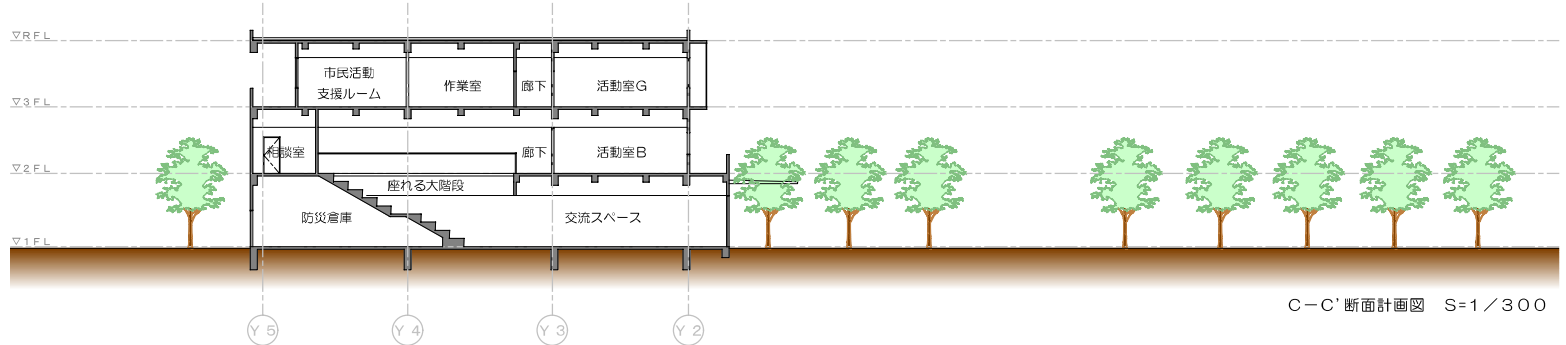 ▽RFL
市民活動
支援ルーム
作業室
廊下
活動室G
▽3FL
相談室
廊下
活動室B
▽2FL
座れる大階段
防災倉庫
交流スペース
▽1FL
C－C’断面計画図　S=1／300
Y5
Y4
Y3
Y2